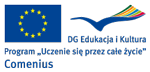 DG Edukacja i Kultura
Program „Uczenie się przez całe życie”
Comenius